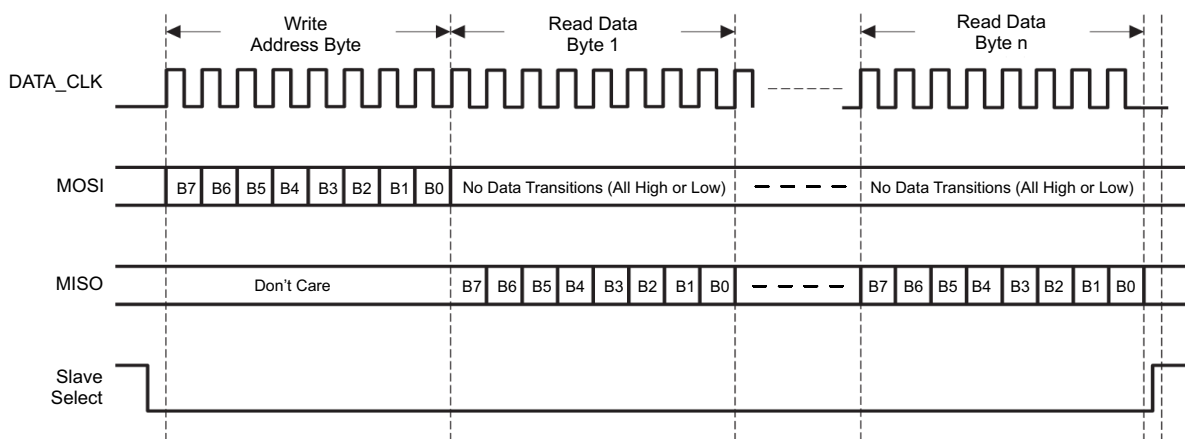 Write
Address Byte
Read Data
Byte 1
Read Data
Byte n
DATA_CLK
MOSI
B7 B6 B5 B4 B3 B2 B1 B0 No Data Transitions (All High or Low) No Data Transitions (All High or Low)
MISO
Don't Care B7 B6 B5 B4 B3 B2 B1 B0 B7 B6 B5 B4 B3 B2 B1 B0
Slave
Select